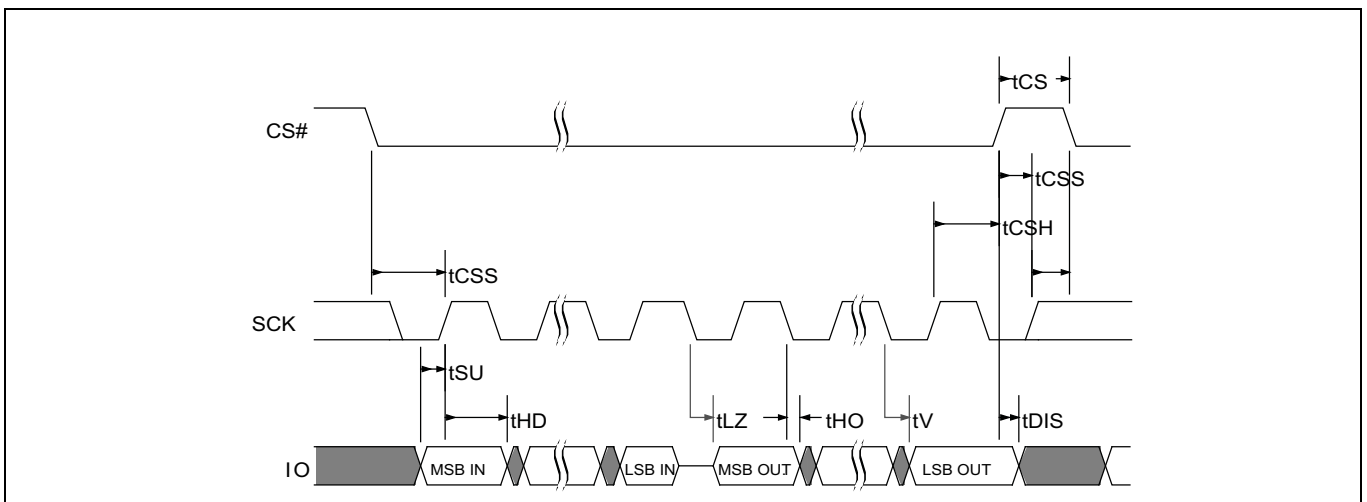 tCS
CS#
tCSS
tCSH
tCSS
SCK
tSU
tHD
tLZ
tHO
tV
tDIS
IO
MSB IN
LSB IN
MSB OUT
LSB OUT